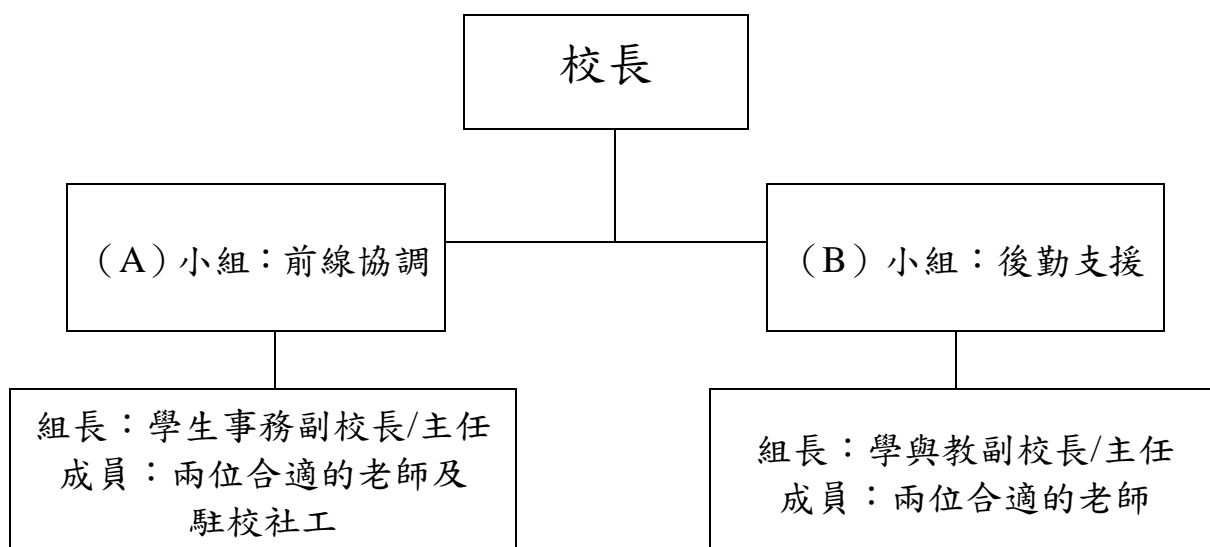 校長
（A）小組：前線協調
（B）小組：後勤支援
組長：學生事務副校長/主任
成員：兩位合適的老師及
駐校社工
組長：學與教副校長/主任
成員：兩位合適的老師